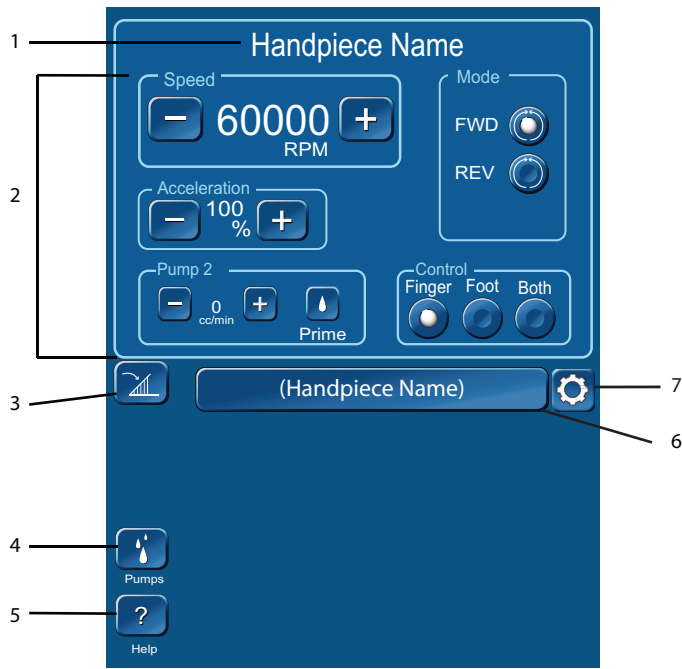 1
Handpiece Name
Speed
− 60000 +
RPM
Mode
FWD
REV
2
Acceleration
− 100 +
%
Pump 2
− 0 +
cc/min
Prime
Control
Finger Foot Both
3
(Handpiece Name)
7
6
4
Pumps
5
?
Help